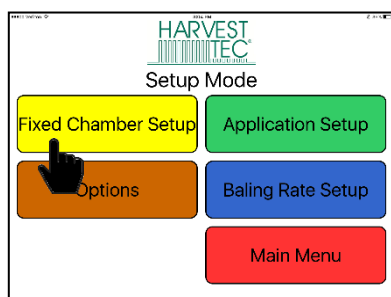 HARVEST
TEC
Setup Mode
Fixed Chamber Setup
Application Setup
Options
Baling Rate Setup
Main Menu